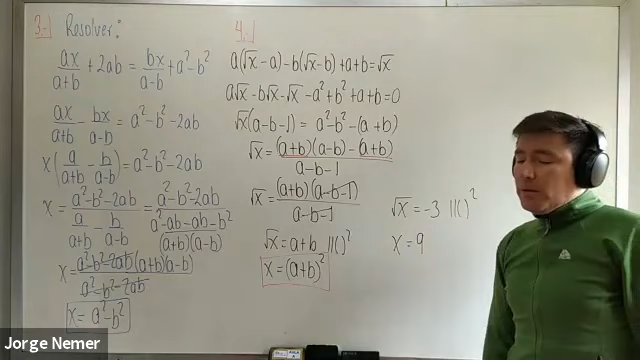 3.-| Resolver:
ax/(a+b) + 2ab = bx/(a-b) + a² - b²
ax/(a+b) - bx/(a-b) = a² - b² - 2ab
x(a/(a+b) - b/(a-b)) = a² - b² - 2ab
x = (a² - b² - 2ab)/(a/(a+b) - b/(a-b)) = (a² - b² - 2ab)/((a² - ab - ab - b²)/((a+b)(a-b)))
x = (a² - b² - 2ab)(a+b)(a-b)/(a² - b² - 2ab)
x = a² - b²
4.-|
a(√x - a) - b(√x - b) + a + b = √x
a√x - b√x - √x - a² + b² + a + b = 0
√x(a - b - 1) = a² - b² - (a + b)
√x = ((a+b)(a-b) - (a+b))/(a-b-1)
√x = (a+b)(a-b-1)/(a-b-1)
√x = a+b //()²
x = (a+b)²
√x = -3 //()²
x = 9
Jorge Nemer